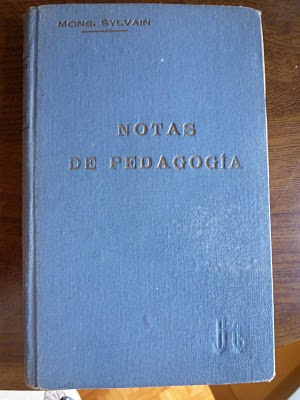 MONS. SYLVAIN
NOTAS
DE PEDAGOGÍA